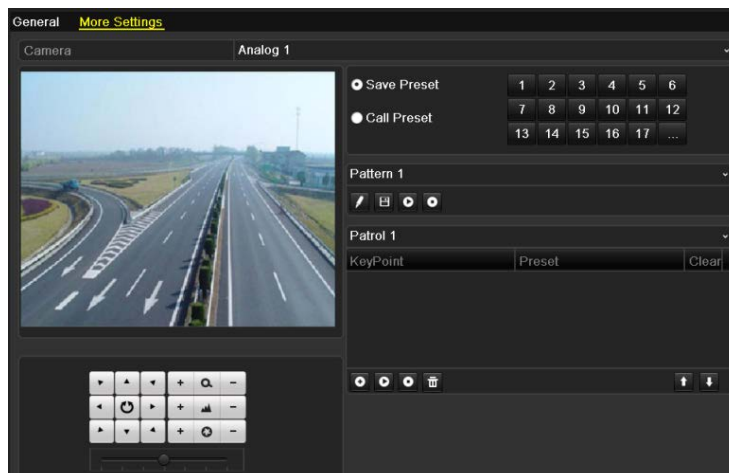 General More Settings
Camera Analog 1
Save Preset
Call Preset
1 2 3 4 5 6
7 8 9 10 11 12
13 14 15 16 17 ...
Pattern 1
Patrol 1
KeyPoint Preset Clear